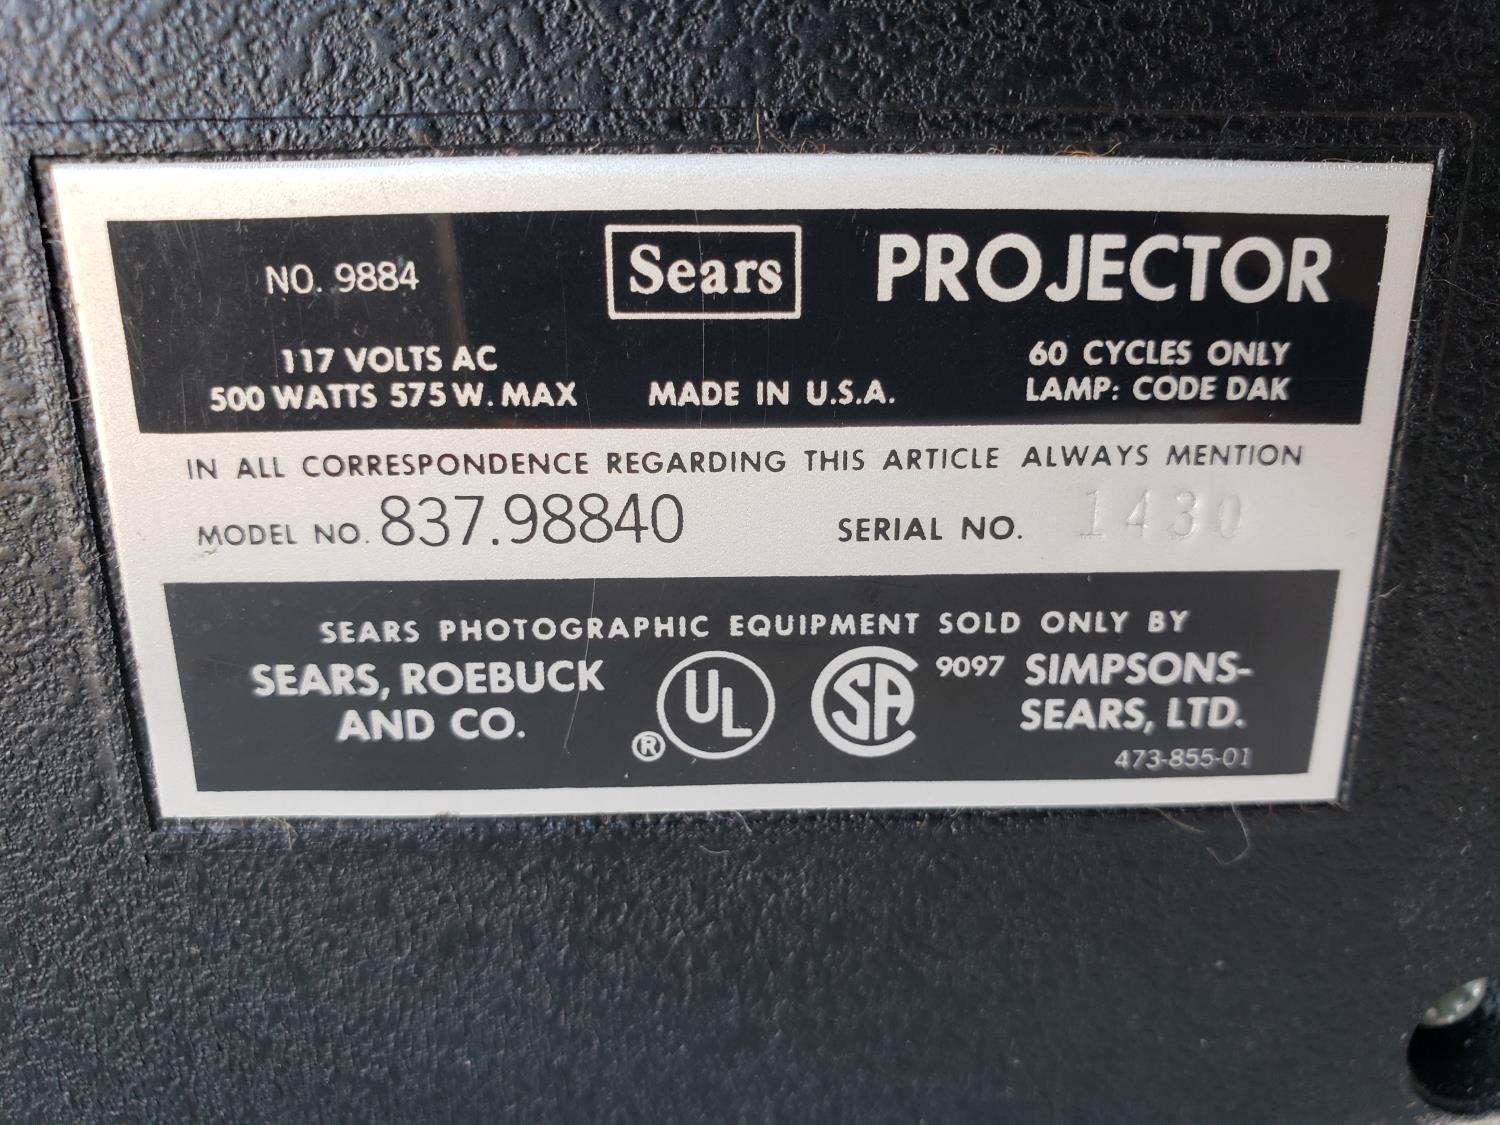 NO. 9884
Sears PROJECTOR
117 VOLTS AC
500 WATTS 575 W. MAX
MADE IN U.S.A.
60 CYCLES ONLY
LAMP: CODE DAK
IN ALL CORRESPONDENCE REGARDING THIS ARTICLE ALWAYS MENTION
MODEL NO. 837.98840 SERIAL NO. 1430
SEARS PHOTOGRAPHIC EQUIPMENT SOLD ONLY BY
SEARS, ROEBUCK
AND CO.
® UL
SA 9097
SIMPSONS-
SEARS, LTD.
473-855-01